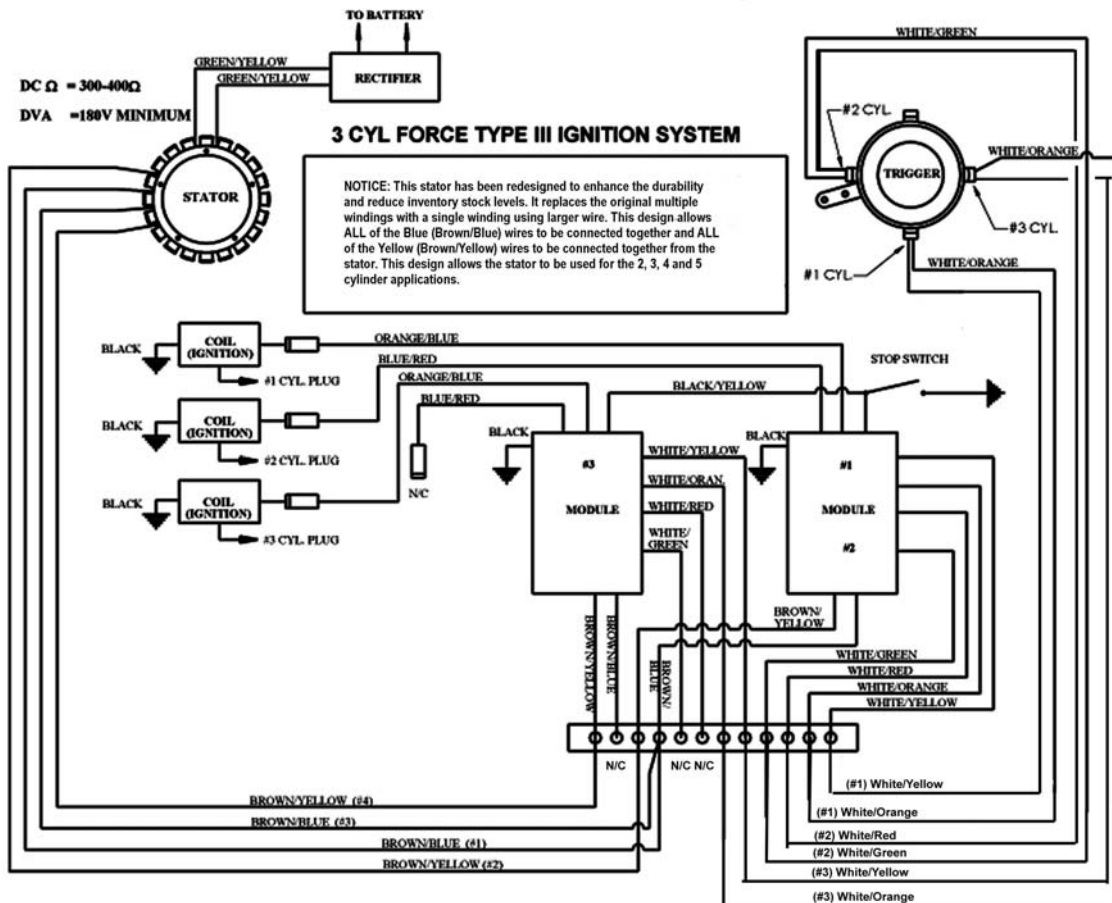 TO BATTERY
WHITE/GREEN
GREEN/YELLOW
GREEN/YELLOW
RECTIFIER
DC Ω = 300-400Ω
DVA =180V MINIMUM
#2 CYL.
3 CYL FORCE TYPE III IGNITION SYSTEM
WHITE/ORANGE
TRIGGER
STATOR
NOTICE: This stator has been redesigned to enhance the durability
and reduce inventory stock levels. It replaces the original multiple
windings with a single winding using larger wire. This design allows
ALL of the Blue (Brown/Blue) wires to be connected together and ALL
of the Yellow (Brown/Yellow) wires to be connected together from the
stator. This design allows the stator to be used for the 2, 3, 4 and 5
cylinder applications.
#3 CYL.
#1 CYL.
WHITE/ORANGE
BLACK
COIL
(IGNITION)
ORANGE/BLUE
#1 CYL. PLUG
BLUE/RED
STOP SWITCH
ORANGE/BLUE
BLACK/YELLOW
BLUE/RED
BLACK
COIL
(IGNITION)
#2 CYL. PLUG
BLACK
WHITE/YELLOW
BLACK
#3
#1
N/C
WHITE/ORAN.
BLACK
COIL
(IGNITION)
MODULE
WHITE/RED
MODULE
#3 CYL. PLUG
WHITE/
GREEN
#2
BROWN/YELLOW
BROWN/BLUE
BROWN/
YELLOW
BROWN/
BLUE
WHITE/GREEN
WHITE/RED
WHITE/ORANGE
WHITE/YELLOW
N/C
N/C N/C
(#1) White/Yellow
BROWN/YELLOW (#4)
(#1) White/Orange
BROWN/BLUE (#3)
(#2) White/Red
BROWN/BLUE (#1)
(#2) White/Green
BROWN/YELLOW (#2)
(#3) White/Yellow
(#3) White/Orange